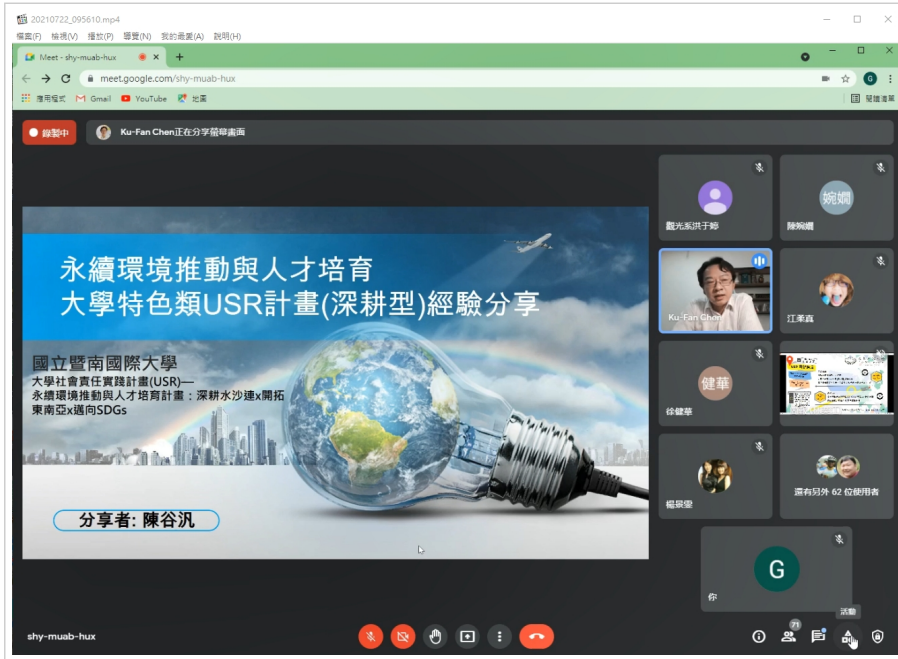 20210722_095610.mp4
檔案(F) 檢視(V) 播放(P) 導覽(N) 我的最愛(A) 說明(H)
Meet - shy-muab-hux
meet.google.com/shy-muab-hux
G
應用程式 Gmail YouTube 地圖
閱讀清單
錄製中
Ku-Fan Chen正在分享螢幕畫面
永續環境推動與人才培育
大學特色類USR計畫(深耕型)經驗分享
國立暨南國際大學
大學社會責任實踐計畫(USR)—
永續環境推動與人才培育計畫：深耕水沙連x開拓
東南亞x邁向SDGs
分享者: 陳谷汎
觀光系洪于婷
婉嫺
陳婉嫺
Ku-Fan Chen
江柔真
健華
徐健華
楊景雯
還有另外 62 位使用者
G
你
活動
shy-muab-hux
71